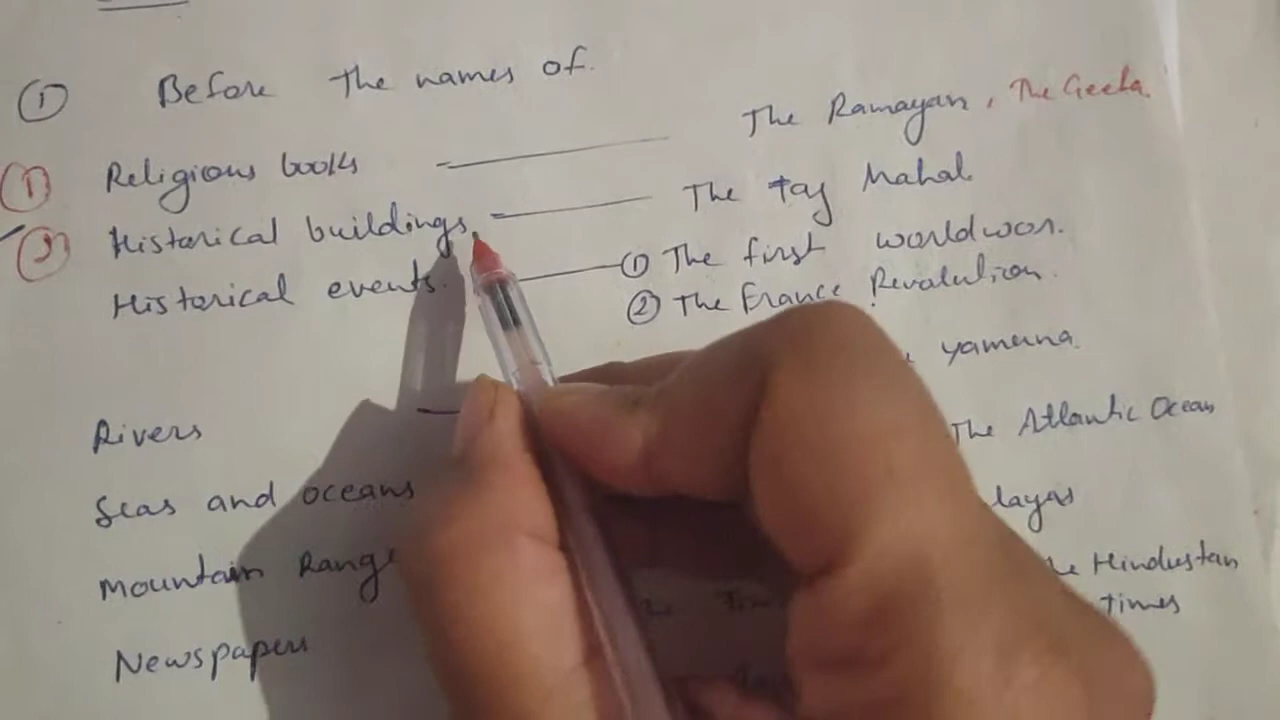 ① Before The names of.
① Religious books — The Ramayan, The Geeta.
② Historical buildings — The Taj Mahal
Historical events. — ① The first worldwar.
② The France Revalution.
Rivers — yamuna
Seas and oceans The Atlantic Ocean
Mountain Rang layas
Newspapers Hindustan
times